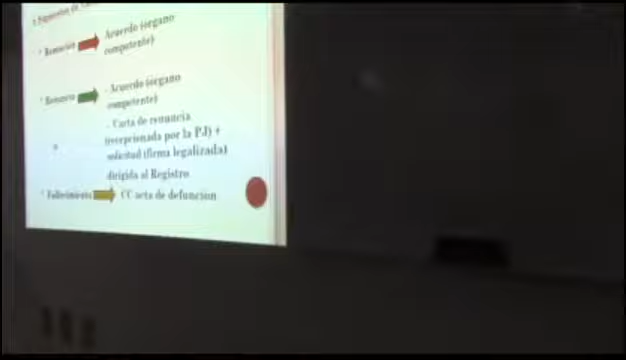 * Remoción
Acuerdo (órgano
competente)
* Renuncia
- Acuerdo (órgano
competente)
- Carta de renuncia
(recepcionada por la PJ) +
solicitud (firma legalizada)
dirigida al Registro
* Fallecimiento
CC acta de defunción